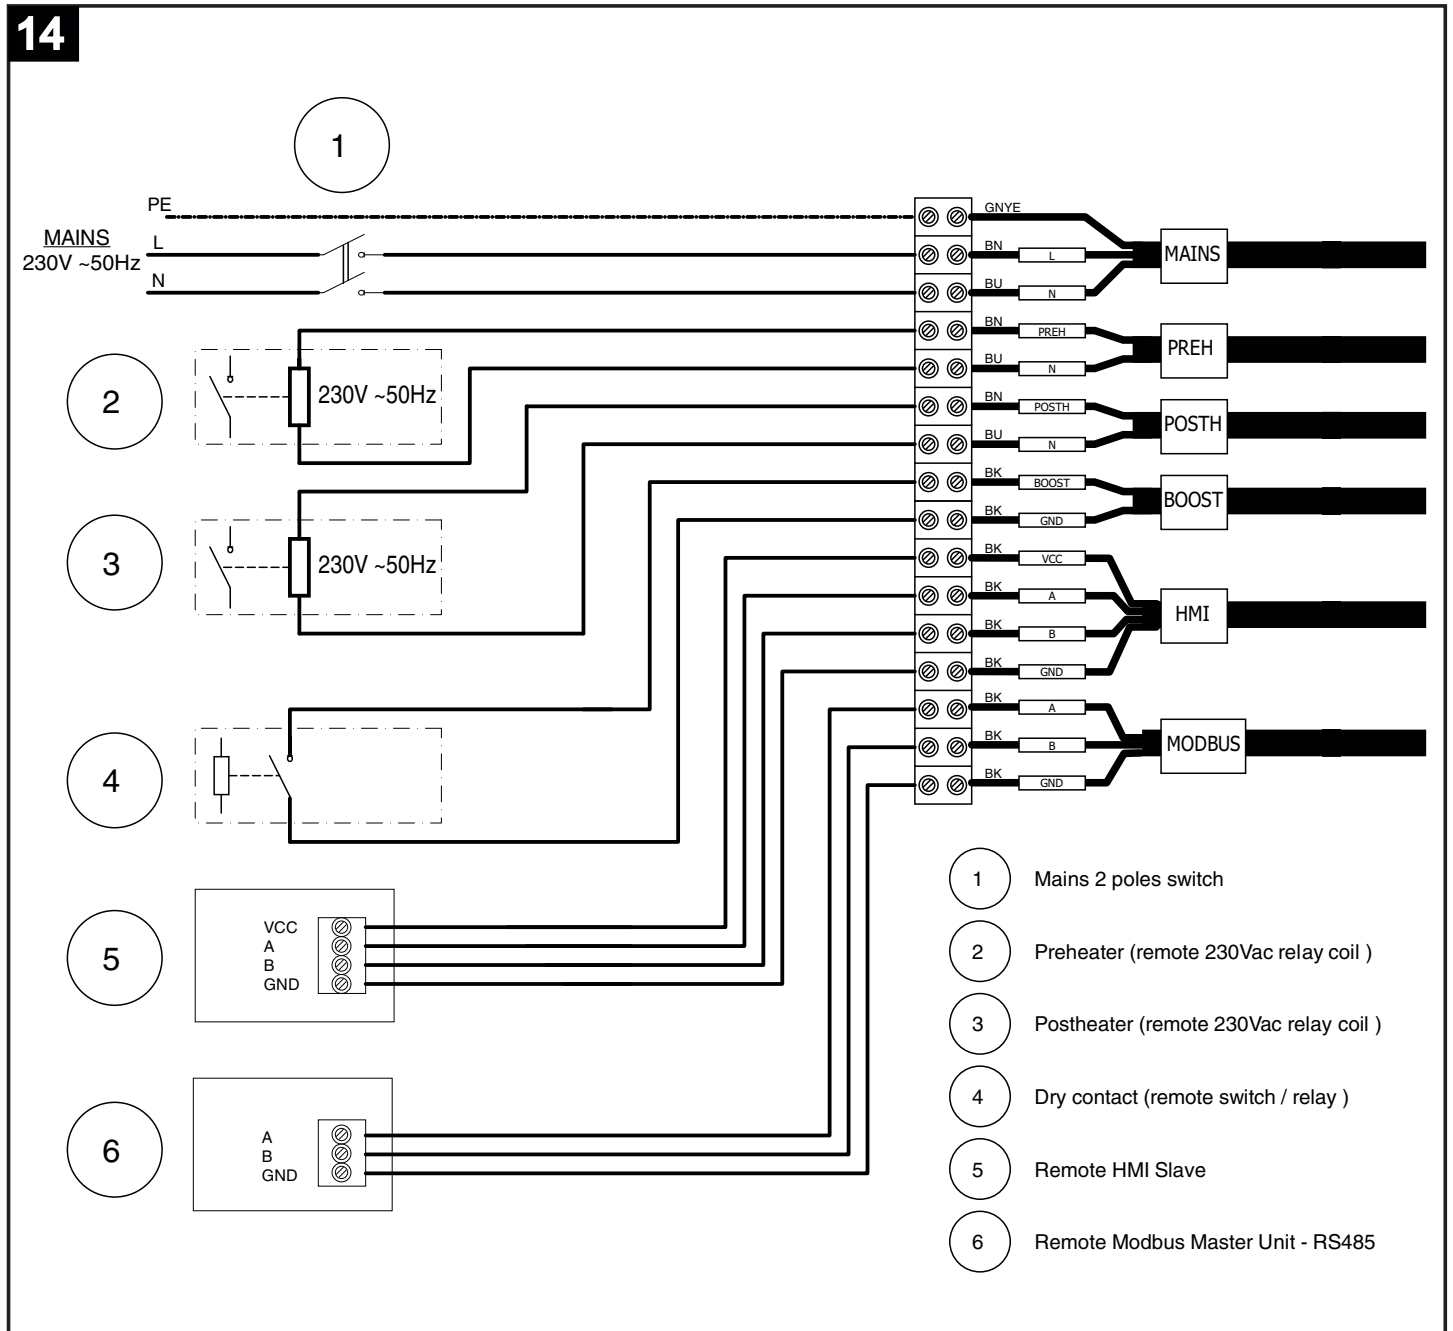 14
1
PE
MAINS
230V ~50Hz
L
N
2
230V ~50Hz
3
230V ~50Hz
4
5
VCC
A
B
GND
6
A
B
GND
GNYE
BN L
BU N
MAINS
BN PREH
BU N
PREH
BN POSTH
BU N
POSTH
BK BOOST
BK GND
BOOST
BK VCC
BK A
BK B
BK GND
HMI
BK A
BK B
BK GND
MODBUS
1 Mains 2 poles switch
2 Preheater (remote 230Vac relay coil )
3 Postheater (remote 230Vac relay coil )
4 Dry contact (remote switch / relay )
5 Remote HMI Slave
6 Remote Modbus Master Unit - RS485